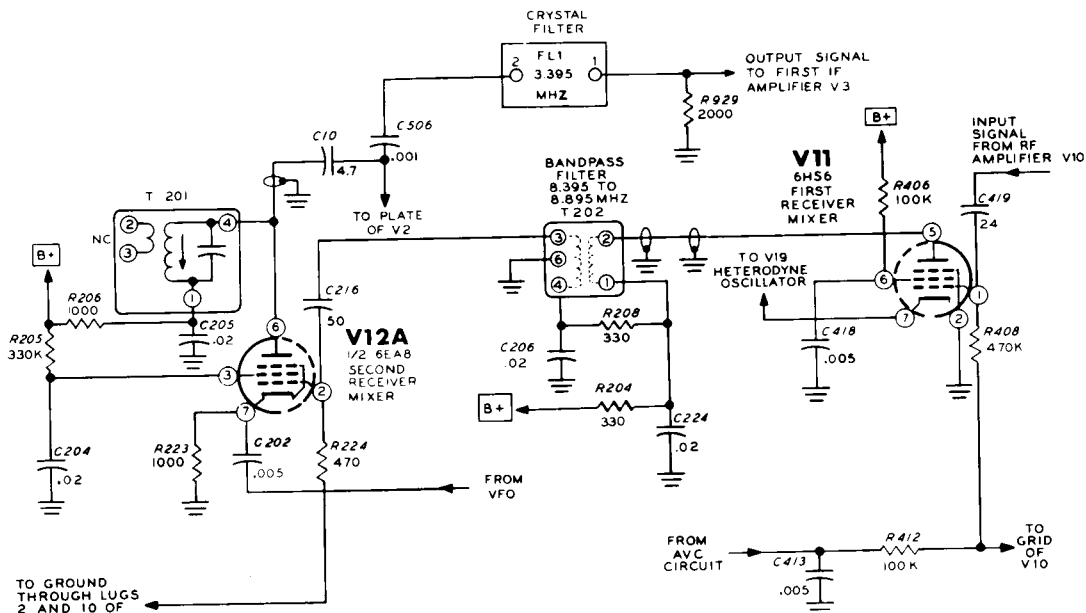 CRYSTAL
FILTER
2
FL1
1
3.395
MHZ
OUTPUT SIGNAL
TO FIRST IF
AMPLIFIER V3
R929
2000
C506
.001
C10
4.7
TO PLATE
OF V2
T 201
2
NC
3
4
1
B+
R206
1000
R205
330K
C205
.02
C216
50
6
V12A
1/2 6EA8
SECOND
RECEIVER
MIXER
3
2
7
C204
.02
R223
1000
C202
.005
R224
470
FROM
VFO
TO GROUND
THROUGH LUGS
2 AND 10 OF
BANDPASS
FILTER
8.395 TO
8.895 MHZ
T202
3
2
6
4
1
R208
330
C206
.02
R204
330
B+
C224
.02
V11
6HS6
FIRST
RECEIVER
MIXER
B+
R406
100K
INPUT
SIGNAL
FROM RF
AMPLIFIER V10
C419
24
5
6
1
7
2
TO V19
HETERODYNE
OSCILLATOR
C418
.005
R408
470K
FROM
AVC
CIRCUIT
C413
.005
R412
100K
TO
GRID
OF
V10